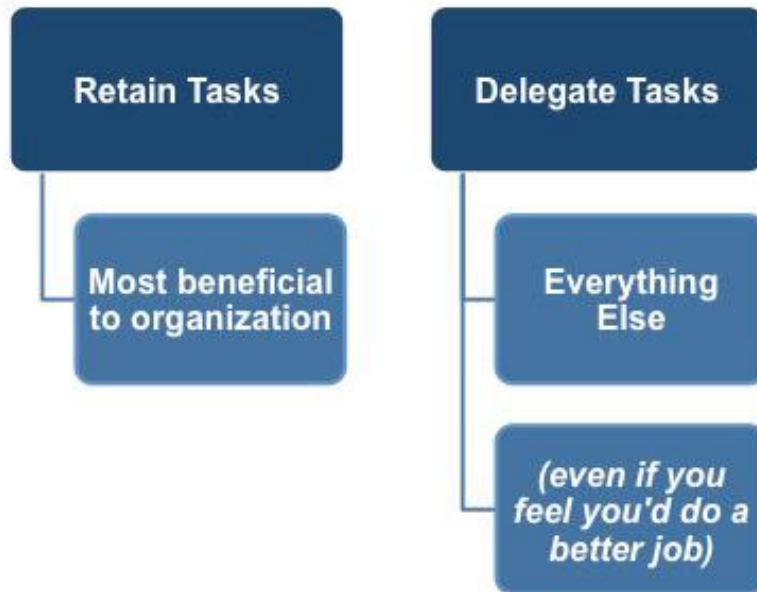 Retain Tasks
Most beneficial
to organization
Delegate Tasks
Everything
Else
(even if you
feel you'd do a
better job)